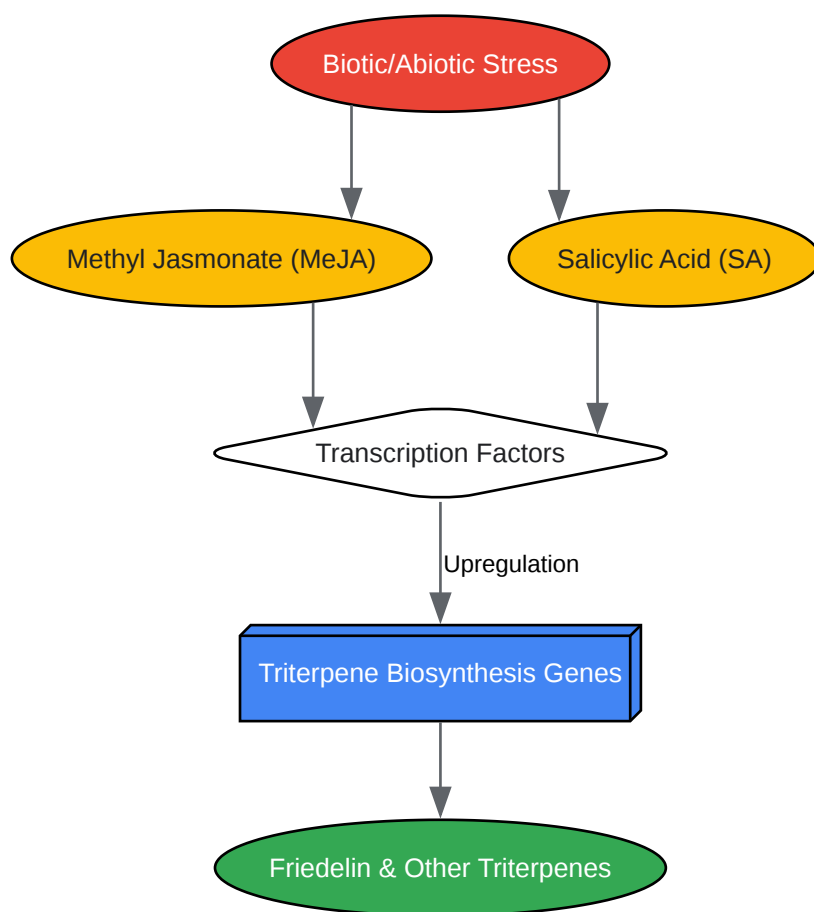 Biotic/Abiotic Stress
Methyl Jasmonate (MeJA)
Salicylic Acid (SA)
Transcription Factors
Upregulation
Triterpene Biosynthesis Genes
Friedelin & Other Triterpenes